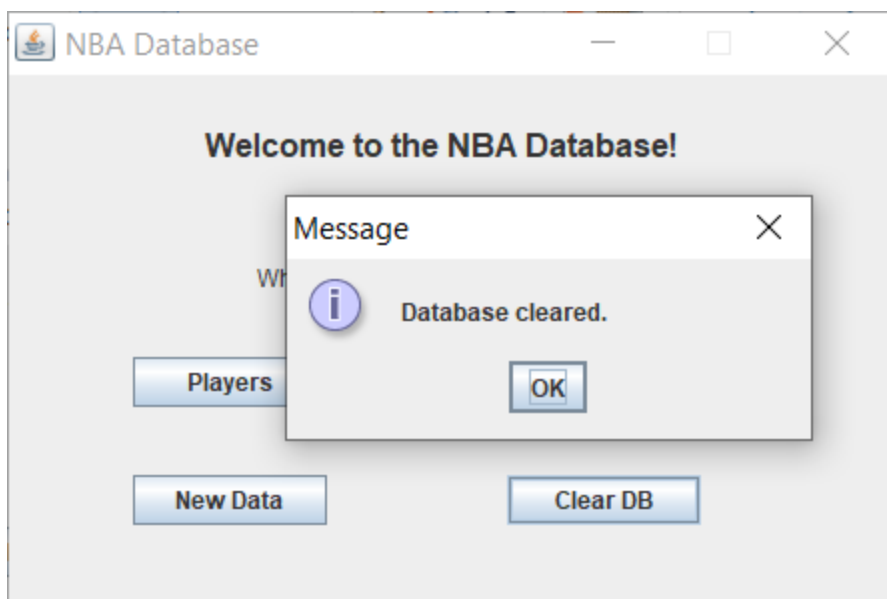 NBA Database
Welcome to the NBA Database!
Message
Database cleared.
OK
Players
New Data
Clear DB